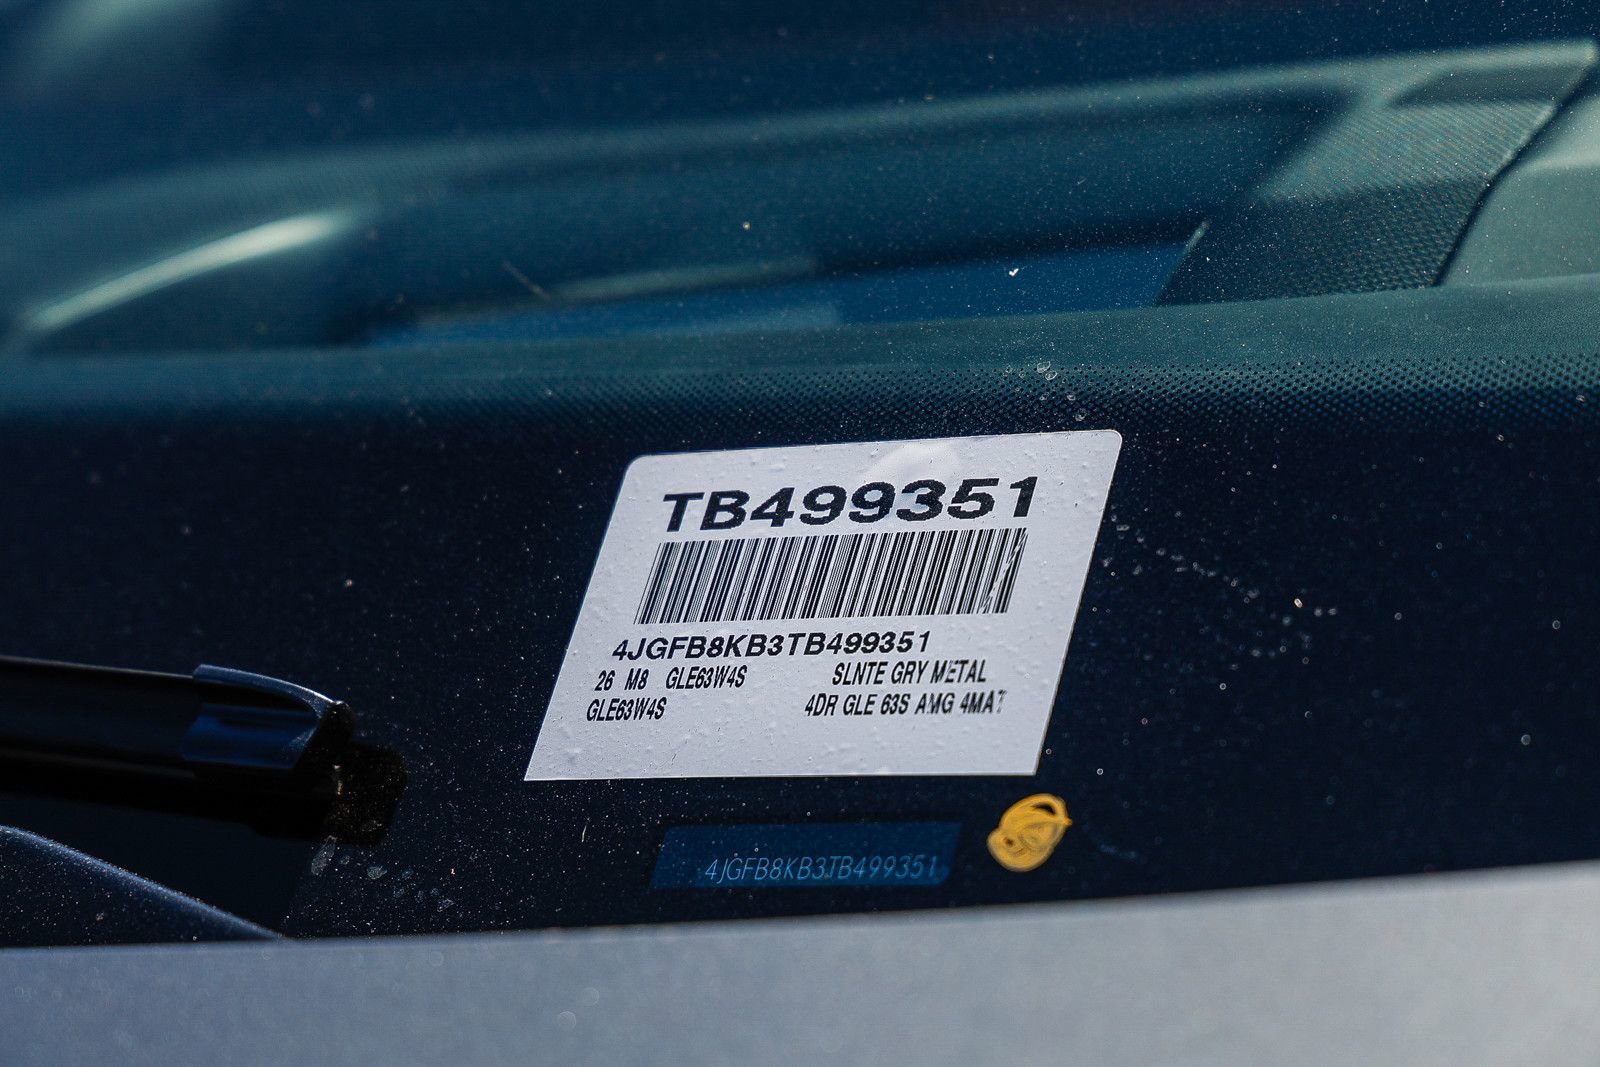 TB499351
4JGFB8KB3TB499351
26 M8 GLE63W4S SLNTE GRY METAL
GLE63W4S 4DR GLE 63S AMG 4MAT
4JGFB8KB3TB499351